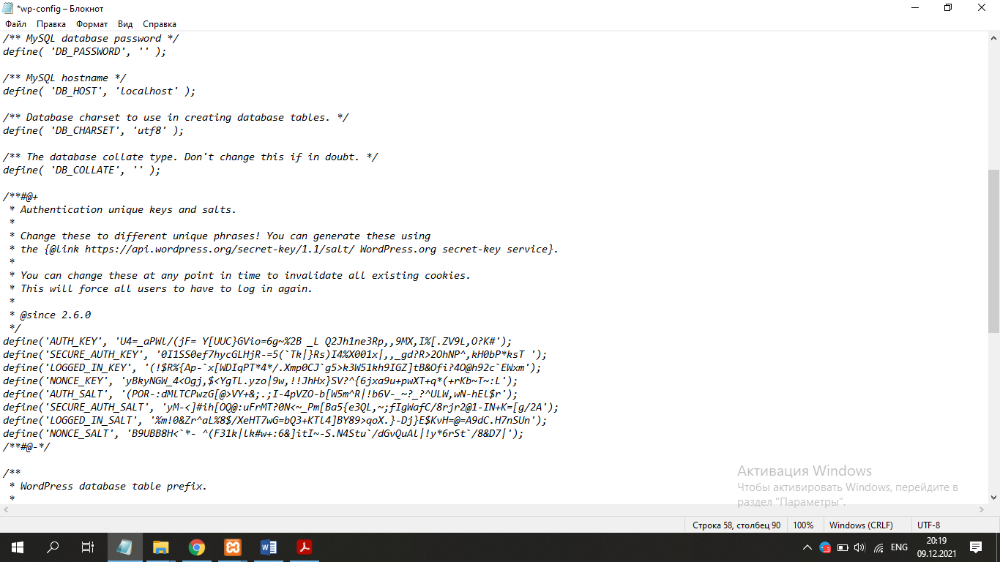 *wp-config – Блокнот
Файл Правка Формат Вид Справка
/** MySQL database password */
define( 'DB_PASSWORD', '' );
/** MySQL hostname */
define( 'DB_HOST', 'localhost' );
/** Database charset to use in creating database tables. */
define( 'DB_CHARSET', 'utf8' );
/** The database collate type. Don't change this if in doubt. */
define( 'DB_COLLATE', '' );
/**#@+
* Authentication unique keys and salts.
*
* Change these to different unique phrases! You can generate these using
* the {@link https://api.wordpress.org/secret-key/1.1/salt/ WordPress.org secret-key service}.
*
* You can change these at any point in time to invalidate all existing cookies.
* This will force all users to have to log in again.
*
* @since 2.6.0
*/
define('AUTH_KEY', 'U4=_aPWl/(jF= Y[UUC}GVio=6g~%2B _L Q2Jh1ne3Rp,,9MX,I%[.ZV9L,O?K#');
define('SECURE_AUTH_KEY', '0I1SS0ef7hycGLHjR-=5(`Tk|}Rs)I4%X001x|,,_gd?R>2OhNP^,kH0bP*ksT ');
define('LOGGED_IN_KEY', '(!$R%{Ap-`x[WDIqPT*4*/.Xmp0CJ`g5>k3W51kh9IGZ]tB&Ofi?4O@h92c`EWxm');
define('NONCE_KEY', 'yBkyNGW_4<Ogj,$<YgTL.yzo|9w,!!JhHx}SV?^{6jxa9u+pwXT+q*(+rKb~T~:L');
define('AUTH_SALT', '(POR-:dMlTCPwzG[@>VY+&;.;I-4pVZO-b[W5m^R|!b6V-_~?_?^ULW,wN-hEl$r');
define('SECURE_AUTH_SALT', 'yM-<]#ih[OQ@:uFrMT?0N<~_Pm[Ba5{e3QL,~;fIgWafC/8rjr2@1-IN+K=[g/2A');
define('LOGGED_IN_SALT', '%m!0&Zr^aL%8$/XeHT7wG=bQ3+KTl4]BY89>qoX.}-Dj}E$KvH=@=A9dC.H7nSUn');
define('NONCE_SALT', 'B9UBB8H<`*- ^(F31k|lk#w+:6&]itI~-S.N4Stu`/dGvQuAl|!y*6rSt`/8&D7|');
/**#@-*/
/**
* WordPress database table prefix.
*
Активация Windows
Чтобы активировать Windows, перейдите в
раздел "Параметры".
Строка 58, столбец 90 100% Windows (CRLF) UTF-8
ENG 20:19
09.12.2021